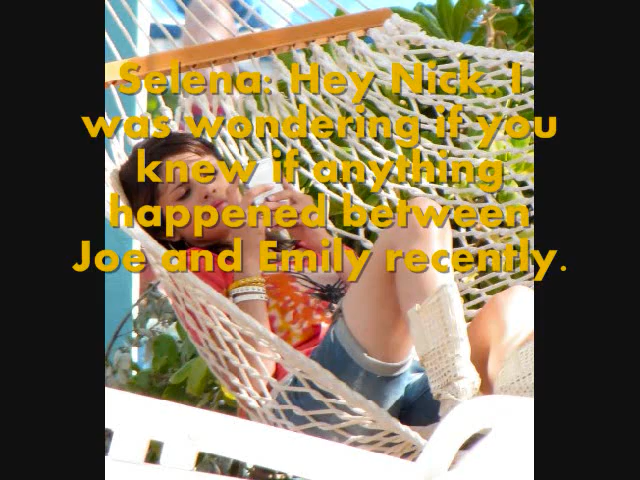 Selena: Hey Nick. I
was wondering if you
knew if anything
happened between
Joe and Emily recently.